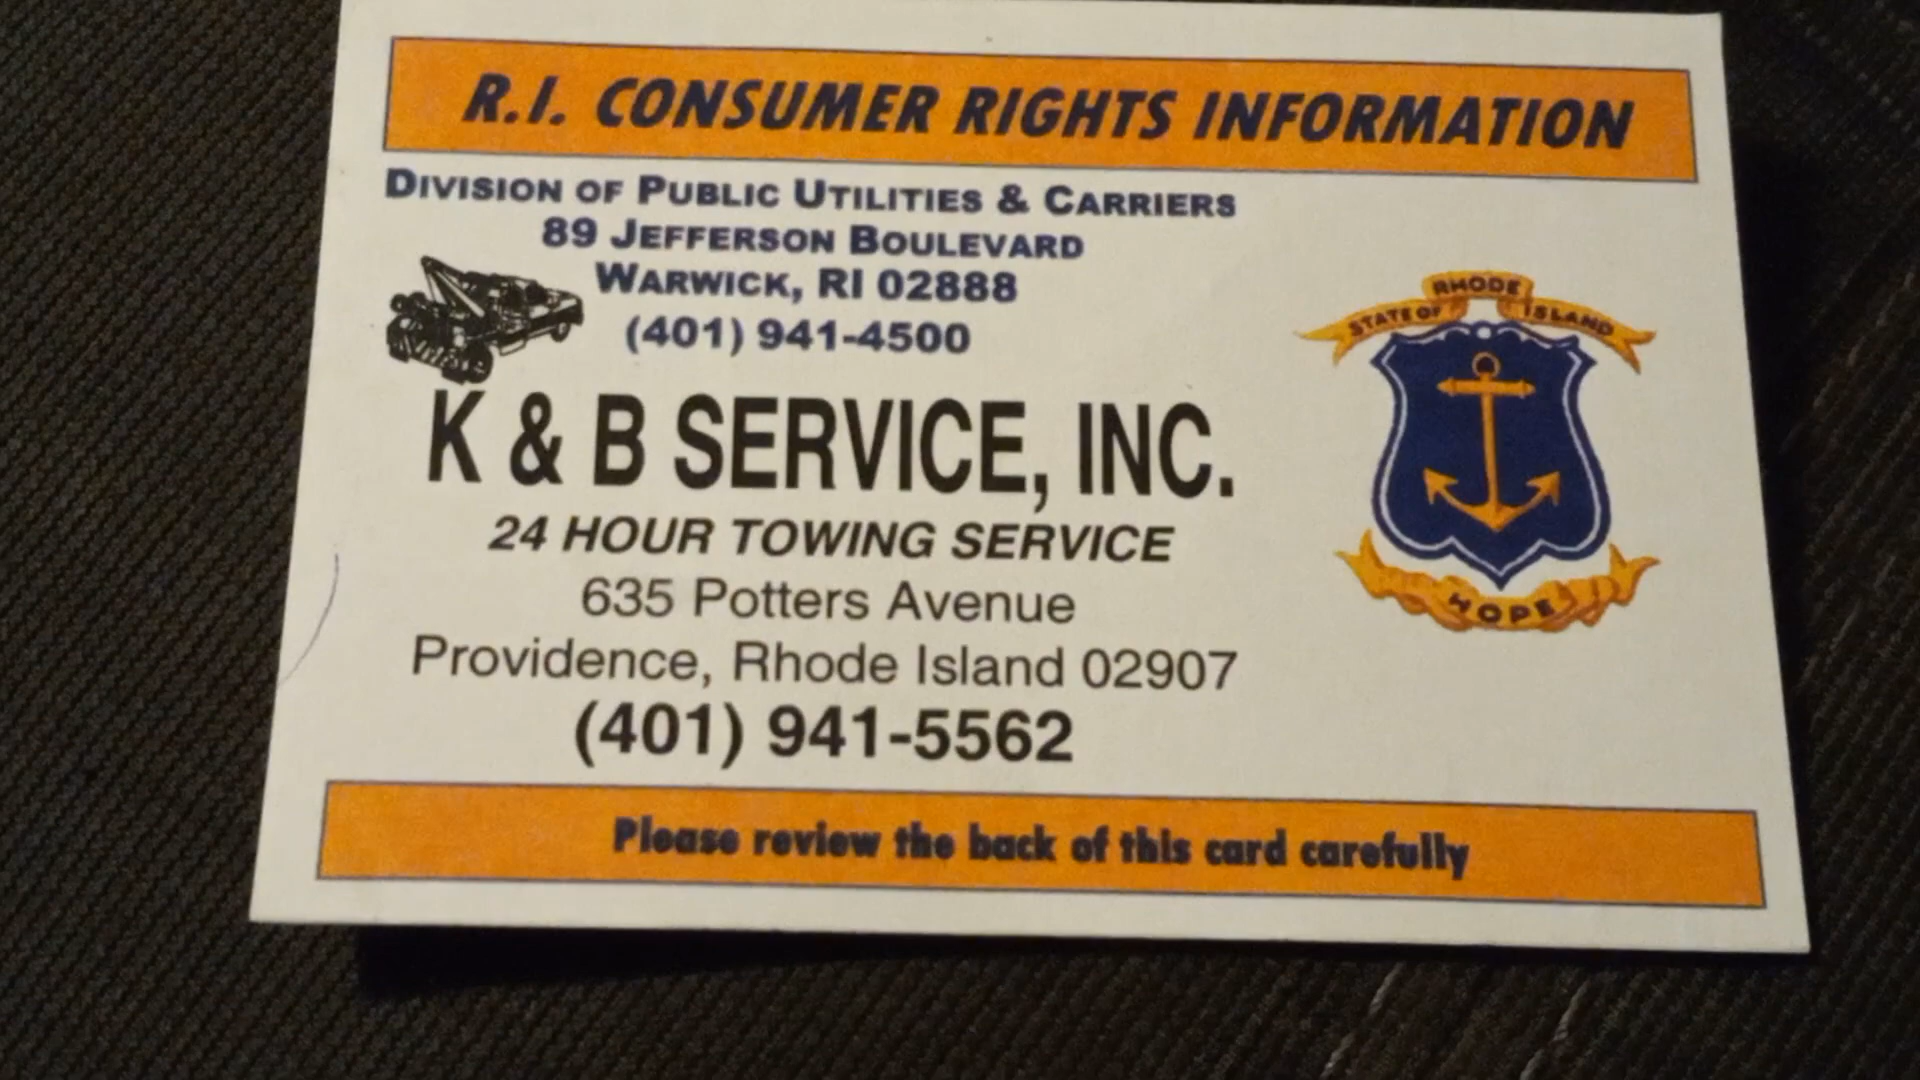 R.I. CONSUMER RIGHTS INFORMATION
DIVISION OF PUBLIC UTILITIES & CARRIERS
89 JEFFERSON BOULEVARD
WARWICK, RI 02888
(401) 941-4500
K & B SERVICE, INC.
24 HOUR TOWING SERVICE
635 Potters Avenue
Providence, Rhode Island 02907
(401) 941-5562
STATE OF RHODE ISLAND
HOPE
Please review the back of this card carefully